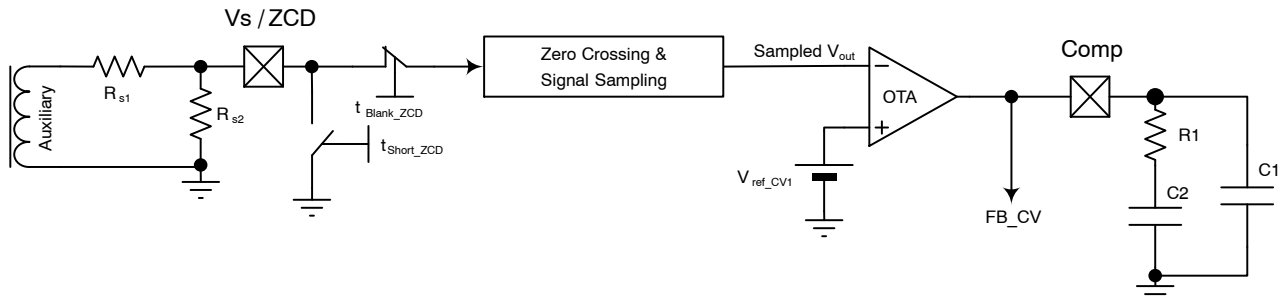 Vs / ZCD
Auxiliary
Rs1
Rs2
t Blank_ZCD
tShort_ZCD
Zero Crossing &
Signal Sampling
Sampled Vout
OTA
−
+
Vref_CV1
FB_CV
Comp
R1
C2
C1